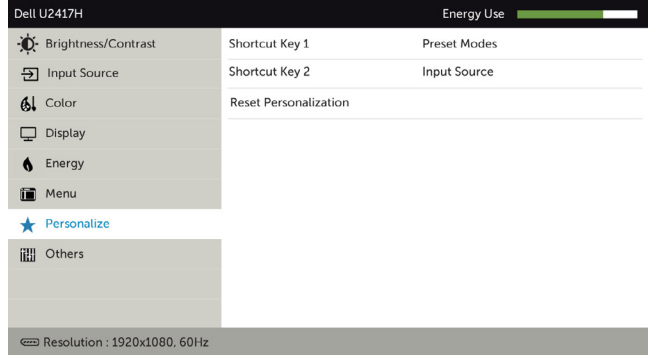 Dell U2417H Energy Use
Brightness/Contrast Shortcut Key 1 Preset Modes
Input Source Shortcut Key 2 Input Source
Color Reset Personalization
Display
Energy
Menu
Personalize
Others
Resolution : 1920x1080, 60Hz